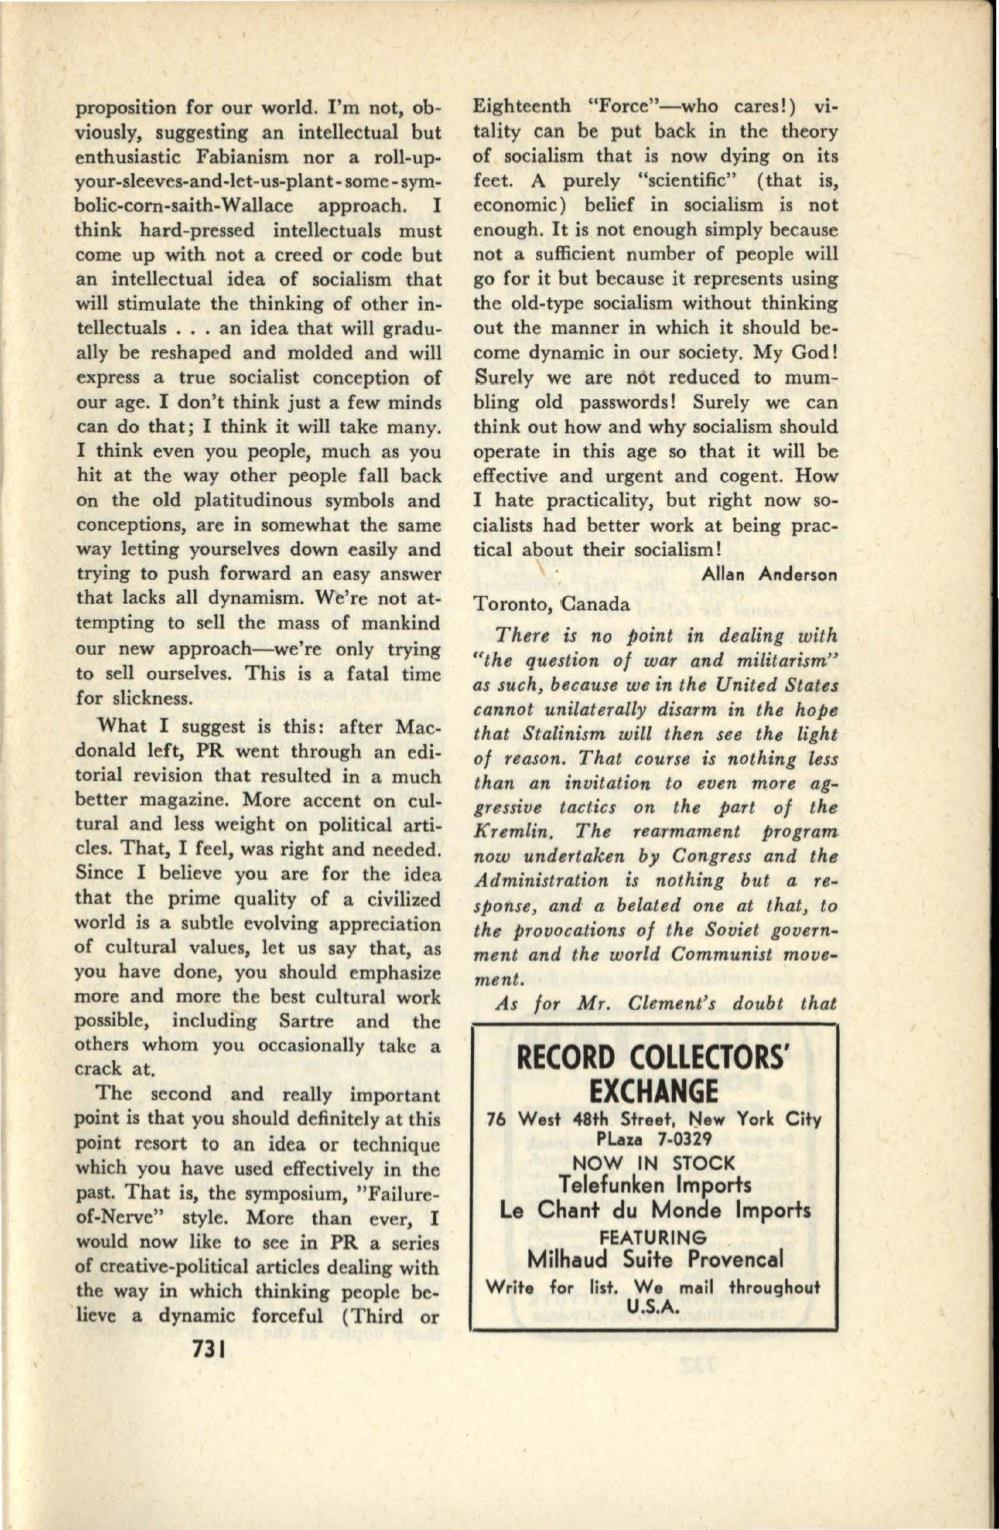 proposition for our world. I'm not, ob-
viously, suggesting an intellectual but
enthusiastic Fabianism nor a roll-up-
your-sleeves-and-let-us-plant-some-sym-
bolic-corn-saith-Wallace approach. I
think hard-pressed intellectuals must
come up with not a creed or code but
an intellectual idea of socialism that
will stimulate the thinking of other in-
tellectuals . . . an idea that will gradu-
ally be reshaped and molded and will
express a true socialist conception of
our age. I don't think just a few minds
can do that; I think it will take many.
I think even you people, much as you
hit at the way other people fall back
on the old platitudinous symbols and
conceptions, are in somewhat the same
way letting yourselves down easily and
trying to push forward an easy answer
that lacks all dynamism. We're not at-
tempting to sell the mass of mankind
our new approach—we're only trying
to sell ourselves. This is a fatal time
for slickness.
What I suggest is this: after Mac-
donald left, PR went through an edi-
torial revision that resulted in a much
better magazine. More accent on cul-
tural and less weight on political arti-
cles. That, I feel, was right and needed.
Since I believe you are for the idea
that the prime quality of a civilized
world is a subtle evolving appreciation
of cultural values, let us say that, as
you have done, you should emphasize
more and more the best cultural work
possible, including Sartre and the
others whom you occasionally take a
crack at.
The second and really important
point is that you should definitely at this
point resort to an idea or technique
which you have used effectively in the
past. That is, the symposium, "Failure-
of-Nerve" style. More than ever, I
would now like to see in PR a series
of creative-political articles dealing with
the way in which thinking people be-
lieve a dynamic forceful (Third or
731
Eighteenth "Force"—who cares!) vi-
tality can be put back in the theory
of socialism that is now dying on its
feet. A purely "scientific" (that is,
economic) belief in socialism is not
enough. It is not enough simply because
not a sufficient number of people will
go for it but because it represents using
the old-type socialism without thinking
out the manner in which it should be-
come dynamic in our society. My God!
Surely we are not reduced to mum-
bling old passwords! Surely we can
think out how and why socialism should
operate in this age so that it will be
effective and urgent and cogent. How
I hate practicality, but right now so-
cialists had better work at being prac-
tical about their socialism!
Allan Anderson
Toronto, Canada
There is no point in dealing with
"the question of war and militarism"
as such, because we in the United States
cannot unilaterally disarm in the hope
that Stalinism will then see the light
of reason. That course is nothing less
than an invitation to even more ag-
gressive tactics on the part of the
Kremlin. The rearmament program
now undertaken by Congress and the
Administration is nothing but a re-
sponse, and a belated one at that, to
the provocations of the Soviet govern-
ment and the world Communist move-
ment.
As for Mr. Clement's doubt that
RECORD COLLECTORS'
EXCHANGE
76 West 48th Street, New York City
PLaza 7-0329
NOW IN STOCK
Telefunken Imports
Le Chant du Monde Imports
FEATURING
Milhaud Suite Provencal
Write for list. We mail throughout
U.S.A.